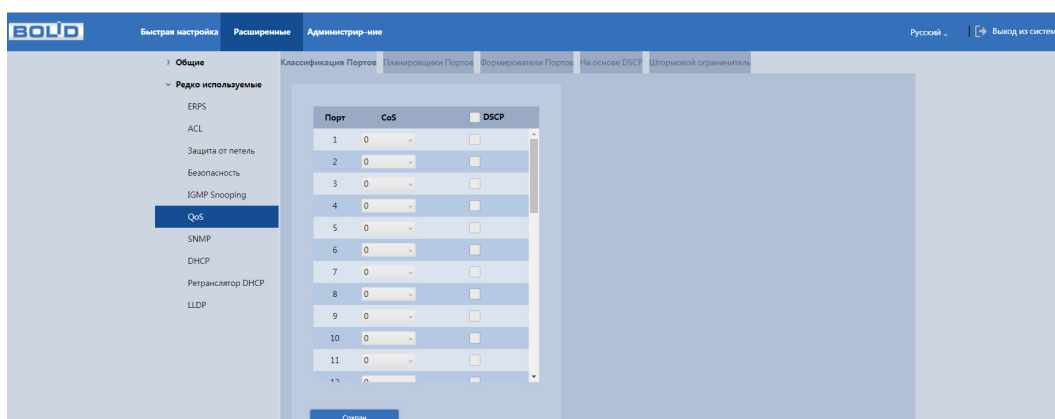 BOLID
Быстрая настройка Расширенные Администрир-ние Русский Выход из систем
Общие
Редко используемые
ERPS
ACL
Защита от петель
Безопасность
IGMP Snooping
QoS
SNMP
DHCP
Ретранслятор DHCP
LLDP
Классификация Портов Планировщики Портов Формирователи Портов На основе DSCP Штормовой ограничитель
Порт CoS DSCP
1 0
2 0
3 0
4 0
5 0
6 0
7 0
8 0
9 0
10 0
11 0
12 0
Сохран